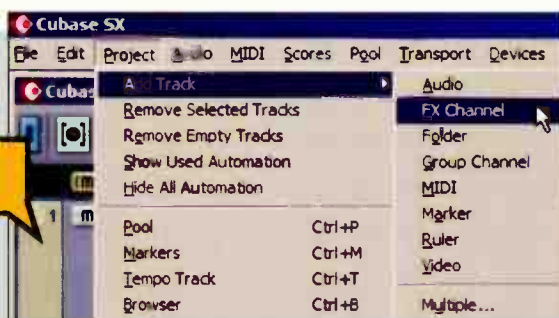 Cubase SX
File Edit Project Audio MIDI Scores Pool Transport Devices
Cubas
Add Track
Remove Selected Tracks
Remove Empty Tracks
Show Used Automation
Hide All Automation
Pool Ctrl+P
Markers Ctrl+M
Tempo Track Ctrl+T
Browser Ctrl+B
Audio
FX Channel
Folder
Group Channel
MIDI
Marker
Ruler
Video
Multiple...
1 m